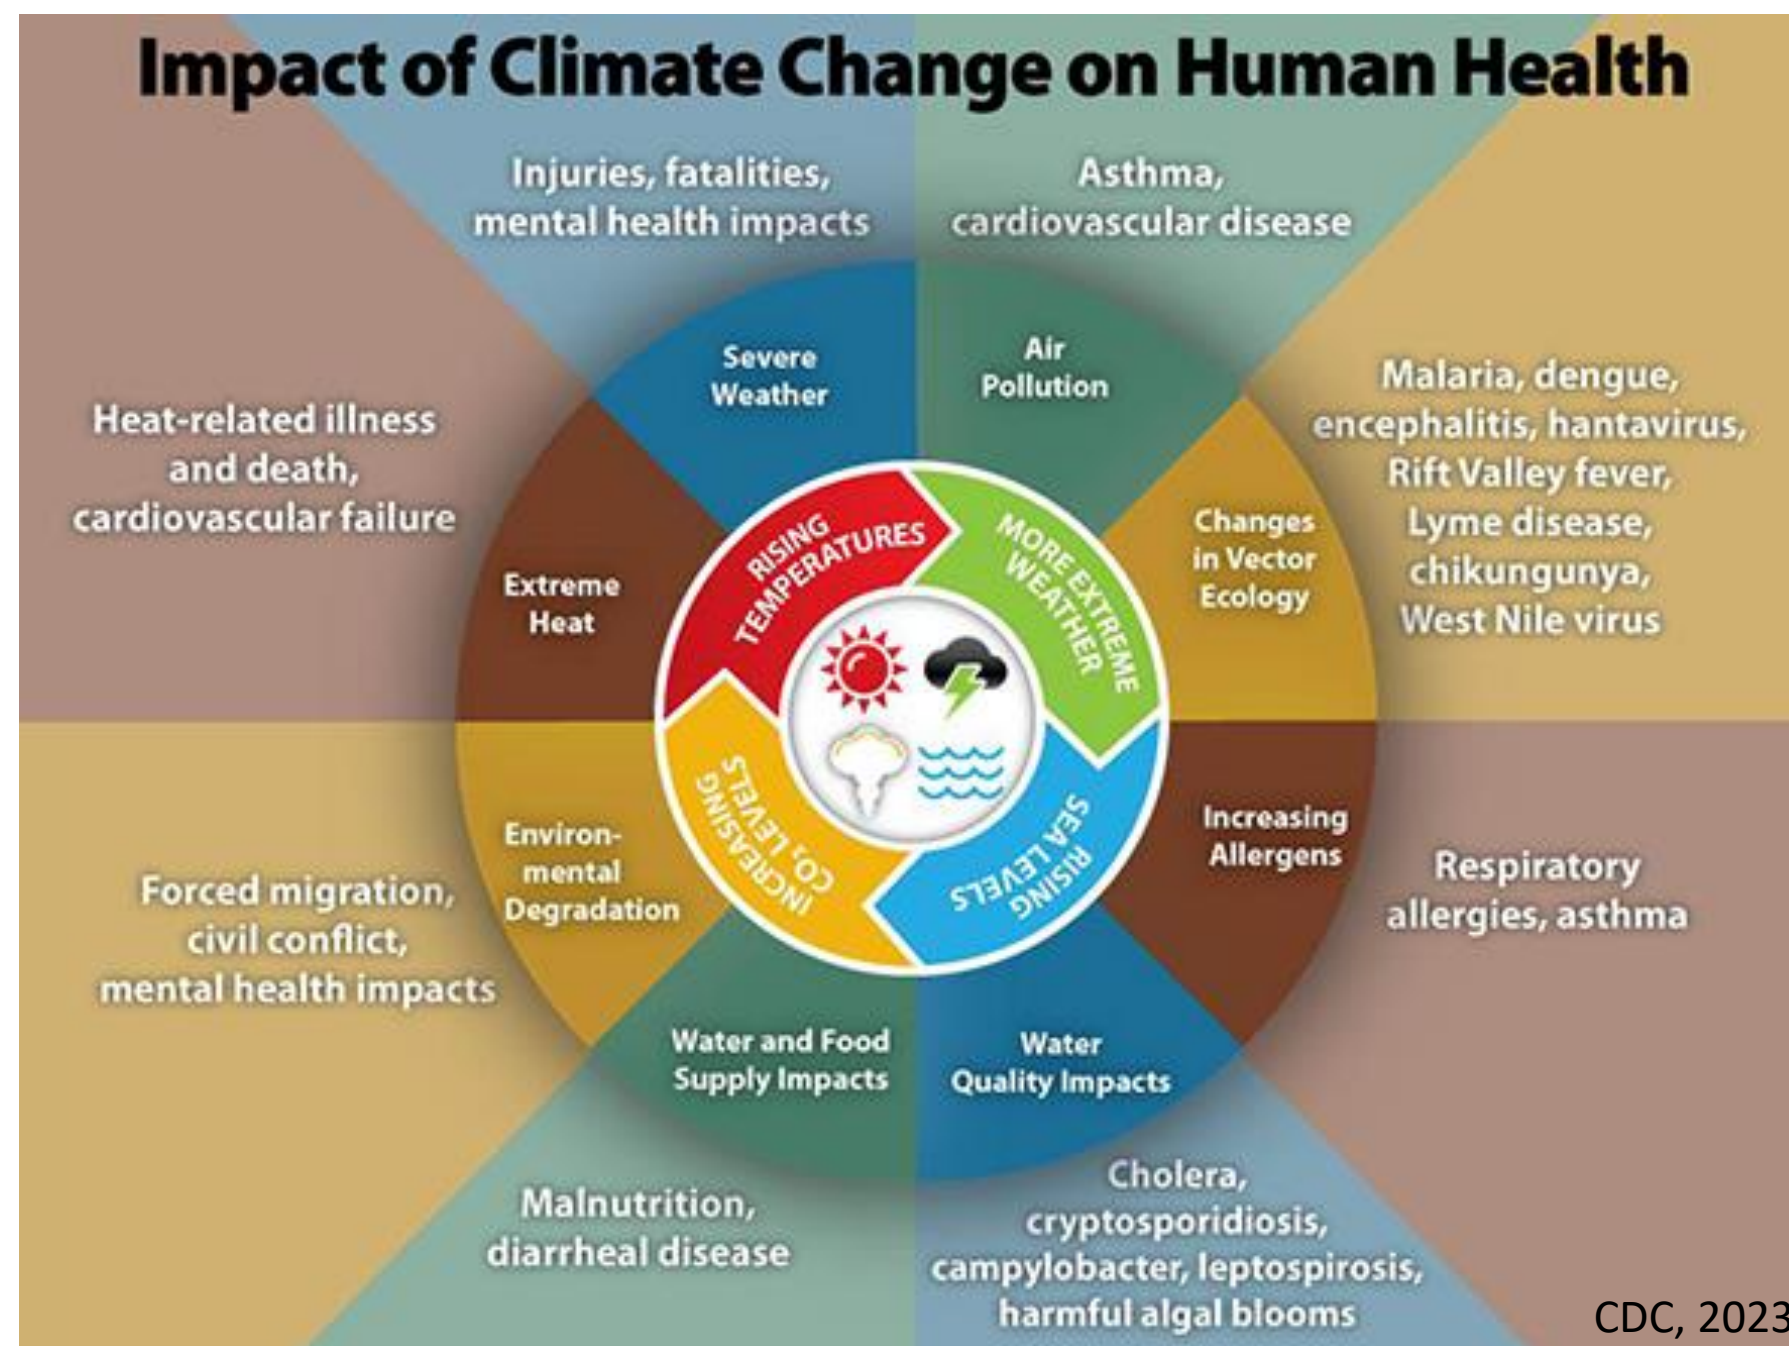 Impact of Climate Change on Human Health
Injuries, fatalities,
mental health impacts
Asthma,
cardiovascular disease
Severe
Weather
Air
Pollution
Malaria, dengue,
encephalitis, hantavirus,
Rift Valley fever,
Lyme disease,
chikungunya,
West Nile virus
Heat-related illness
and death,
cardiovascular failure
Extreme
Heat
Changes
in Vector
Ecology
RISING
TEMPERATURES
MORE EXTREME
WEATHER
RISING
SEA LEVELS
INCREASING
CO₂ LEVELS
Environ-
mental
Degradation
Increasing
Allergens
Forced migration,
civil conflict,
mental health impacts
Respiratory
allergies, asthma
Water and Food
Supply Impacts
Water
Quality Impacts
Malnutrition,
diarrheal disease
Cholera,
cryptosporidiosis,
campylobacter, leptospirosis,
harmful algal blooms
CDC, 2023